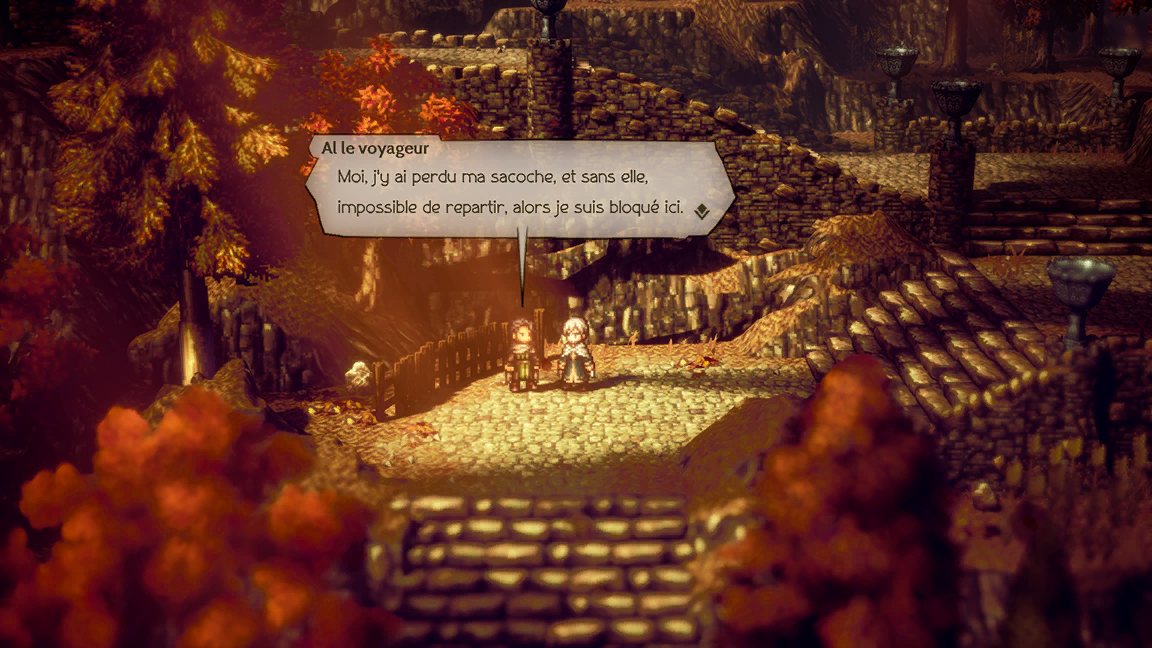 Al le voyageur
Moi, j'y ai perdu ma sacoche, et sans elle,
impossible de repartir, alors je suis bloqué ici.